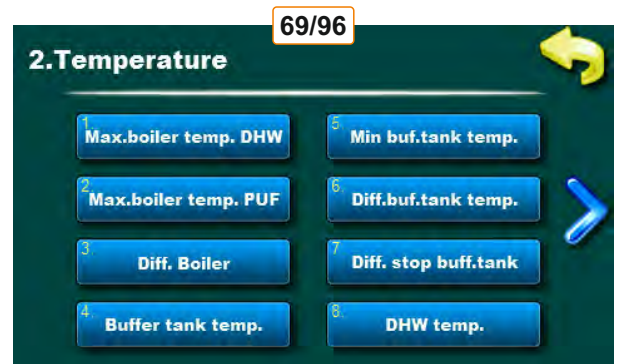 69/96
2.Temperature
1.
Max.boiler temp. DHW
2.
Max.boiler temp. PUF
3
Diff. Boiler
4.
Buffer tank temp.
5.
Min buf.tank temp.
6.
Diff.buf.tank temp.
7
Diff. stop buff.tank
8.
DHW temp.